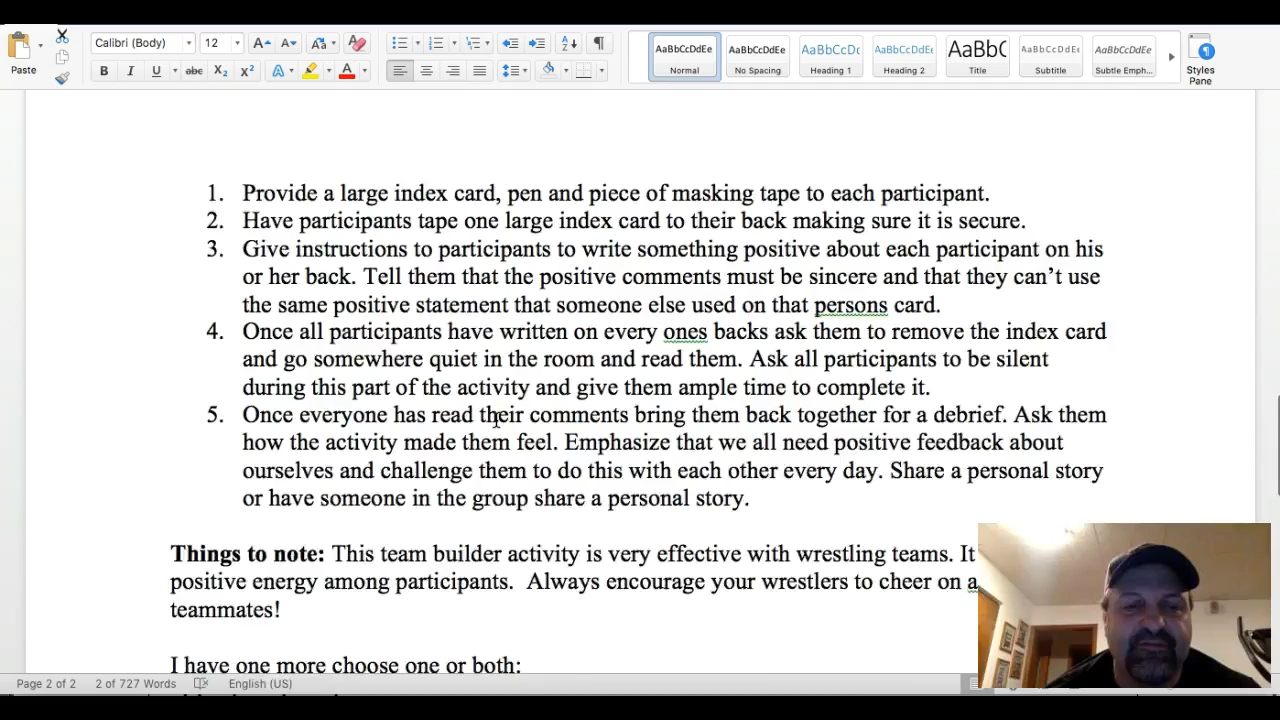 Calibri (Body) 12
Paste
AaBbCcDdEe AaBbCcDdEe AaBbCcDc AaBbCcDdEe AaBbC AaBbCcDdEe AaBbCcDdEe
Normal No Spacing Heading 1 Heading 2 Title Subtitle Subtle Emph... Styles Pane
1. Provide a large index card, pen and piece of masking tape to each participant.
2. Have participants tape one large index card to their back making sure it is secure.
3. Give instructions to participants to write something positive about each participant on his
or her back. Tell them that the positive comments must be sincere and that they can't use
the same positive statement that someone else used on that persons card.
4. Once all participants have written on every ones backs ask them to remove the index card
and go somewhere quiet in the room and read them. Ask all participants to be silent
during this part of the activity and give them ample time to complete it.
5. Once everyone has read their comments bring them back together for a debrief. Ask them
how the activity made them feel. Emphasize that we all need positive feedback about
ourselves and challenge them to do this with each other every day. Share a personal story
or have someone in the group share a personal story.
Things to note: This team builder activity is very effective with wrestling teams. It
positive energy among participants. Always encourage your wrestlers to cheer on a
teammates!
I have one more choose one or both:
Page 2 of 2 2 of 727 Words English (US)